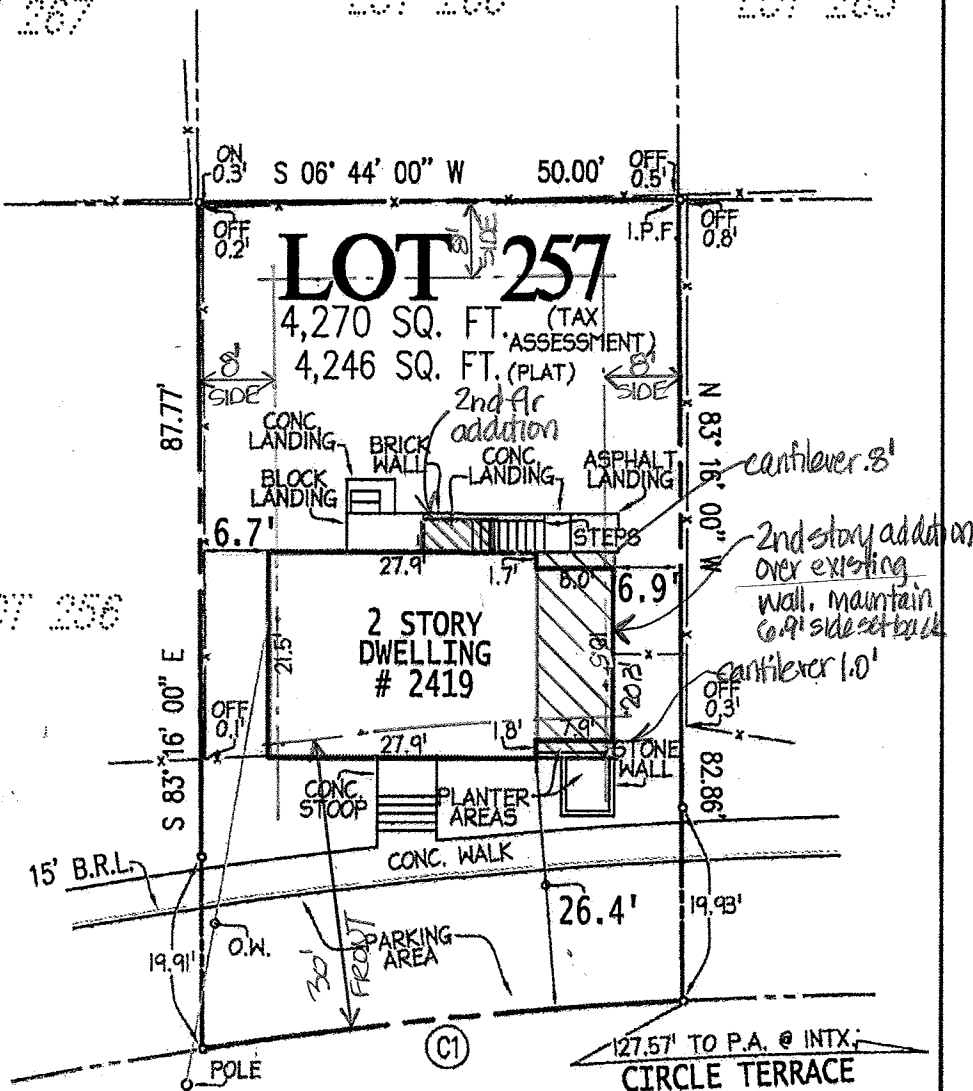 267
ON
0.3'
S 06° 44' 00" W
50.00'
OFF
0.5'
OFF
0.2'
I.P.F.
OFF
0.8'
8'
SIDE
LOT 257
4,270 SQ. FT. (TAX ASSESSMENT)
4,246 SQ. FT. (PLAT)
8'
SIDE
8'
SIDE
87.77'
N 83° 16' 00" W
2nd flr
addition
CONC.
LANDING
BRICK
WALL
CONC.
LANDING
ASPHALT
LANDING
BLOCK
LANDING
cantilever .8'
STEPS
6.7'
27.9'
1.7'
8.0'
6.9'
2nd story addition
over existing
wall. maintain
6.9' side setback
2 STORY
DWELLING
# 2419
21.5'
cantilever 1.0'
OFF
0.3'
S 83° 16' 00" E
OFF
0.1'
27.9'
1.8'
7.9'
STONE
WALL
82.86'
CONC.
STOOP
PLANTER
AREAS
CONC. WALK
15' B.R.L.
26.4'
19.93'
19.91'
O.W.
PARKING
AREA
30'
FRONT
C1
POLE
127.57' TO P.A. @ INTX.
CIRCLE TERRACE